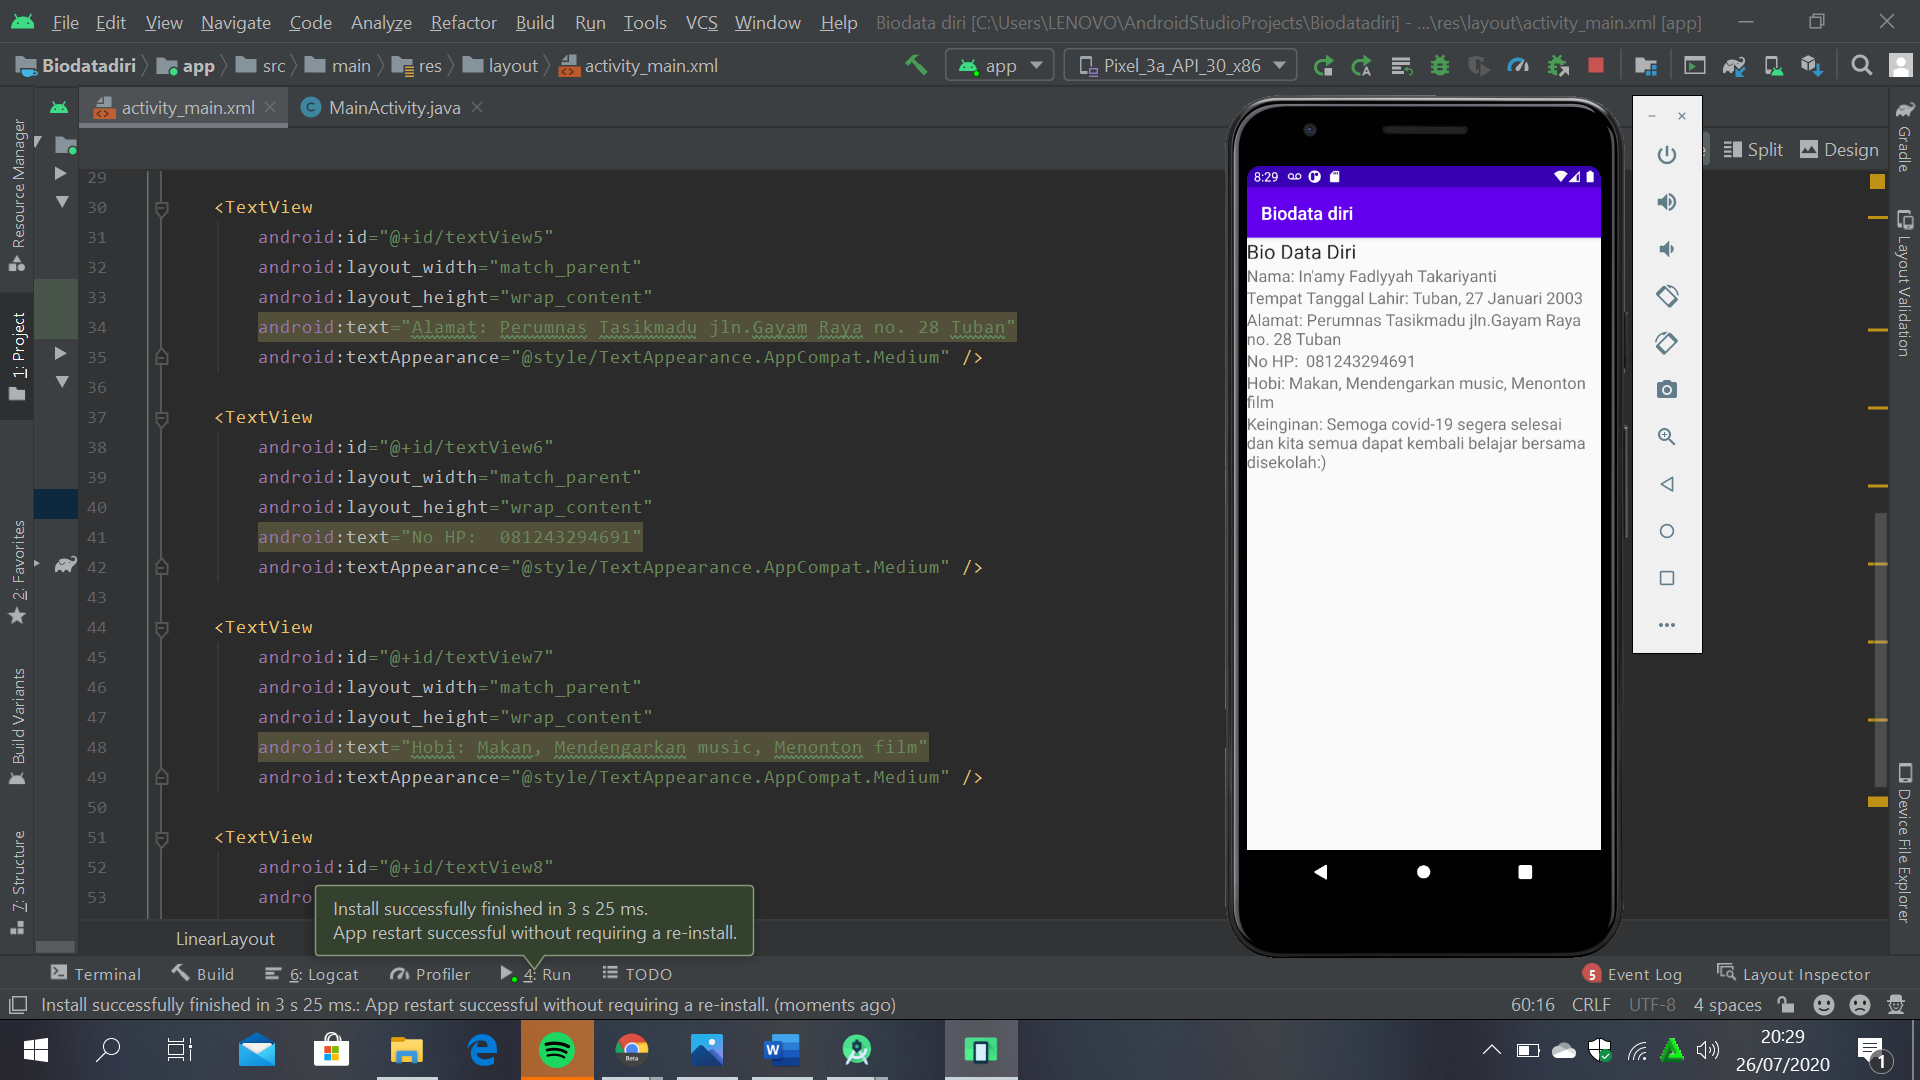 File Edit View Navigate Code Analyze Refactor Build Run Tools VCS Window Help Biodata diri [C:\Users\LENOVO\AndroidStudioProjects\Biodatadiri] - ...\res\layout\activity_main.xml [app]
Biodatadiri app src main res layout activity_main.xml app Pixel_3a_API_30_x86
activity_main.xml MainActivity.java
Split Design
29
30 <TextView
31 android:id="@+id/textView5"
32 android:layout_width="match_parent"
33 android:layout_height="wrap_content"
34 android:text="Alamat: Perumnas Tasikmadu jln.Gayam Raya no. 28 Tuban"
35 android:textAppearance="@style/TextAppearance.AppCompat.Medium" />
36
37 <TextView
38 android:id="@+id/textView6"
39 android:layout_width="match_parent"
40 android:layout_height="wrap_content"
41 android:text="No HP:  081243294691"
42 android:textAppearance="@style/TextAppearance.AppCompat.Medium" />
43
44 <TextView
45 android:id="@+id/textView7"
46 android:layout_width="match_parent"
47 android:layout_height="wrap_content"
48 android:text="Hobi: Makan, Mendengarkan music, Menonton film"
49 android:textAppearance="@style/TextAppearance.AppCompat.Medium" />
50
51 <TextView
52 android:id="@+id/textView8"
53 andro
LinearLayout
Install successfully finished in 3 s 25 ms.
App restart successful without requiring a re-install.
8:29
Biodata diri
Bio Data Diri
Nama: In'amy Fadlyyah Takariyanti
Tempat Tanggal Lahir: Tuban, 27 Januari 2003
Alamat: Perumnas Tasikmadu jln.Gayam Raya
no. 28 Tuban
No HP:  081243294691
Hobi: Makan, Mendengarkan music, Menonton
film
Keinginan: Semoga covid-19 segera selesai
dan kita semua dapat kembali belajar bersama
disekolah:)
Resource Manager
1: Project
2: Favorites
Build Variants
7: Structure
Gradle
Layout Validation
Device File Explorer
Terminal Build 6: Logcat Profiler 4: Run TODO 5 Event Log Layout Inspector
Install successfully finished in 3 s 25 ms.: App restart successful without requiring a re-install. (moments ago) 60:16 CRLF UTF-8 4 spaces
Beta
W
20:29
26/07/2020
1